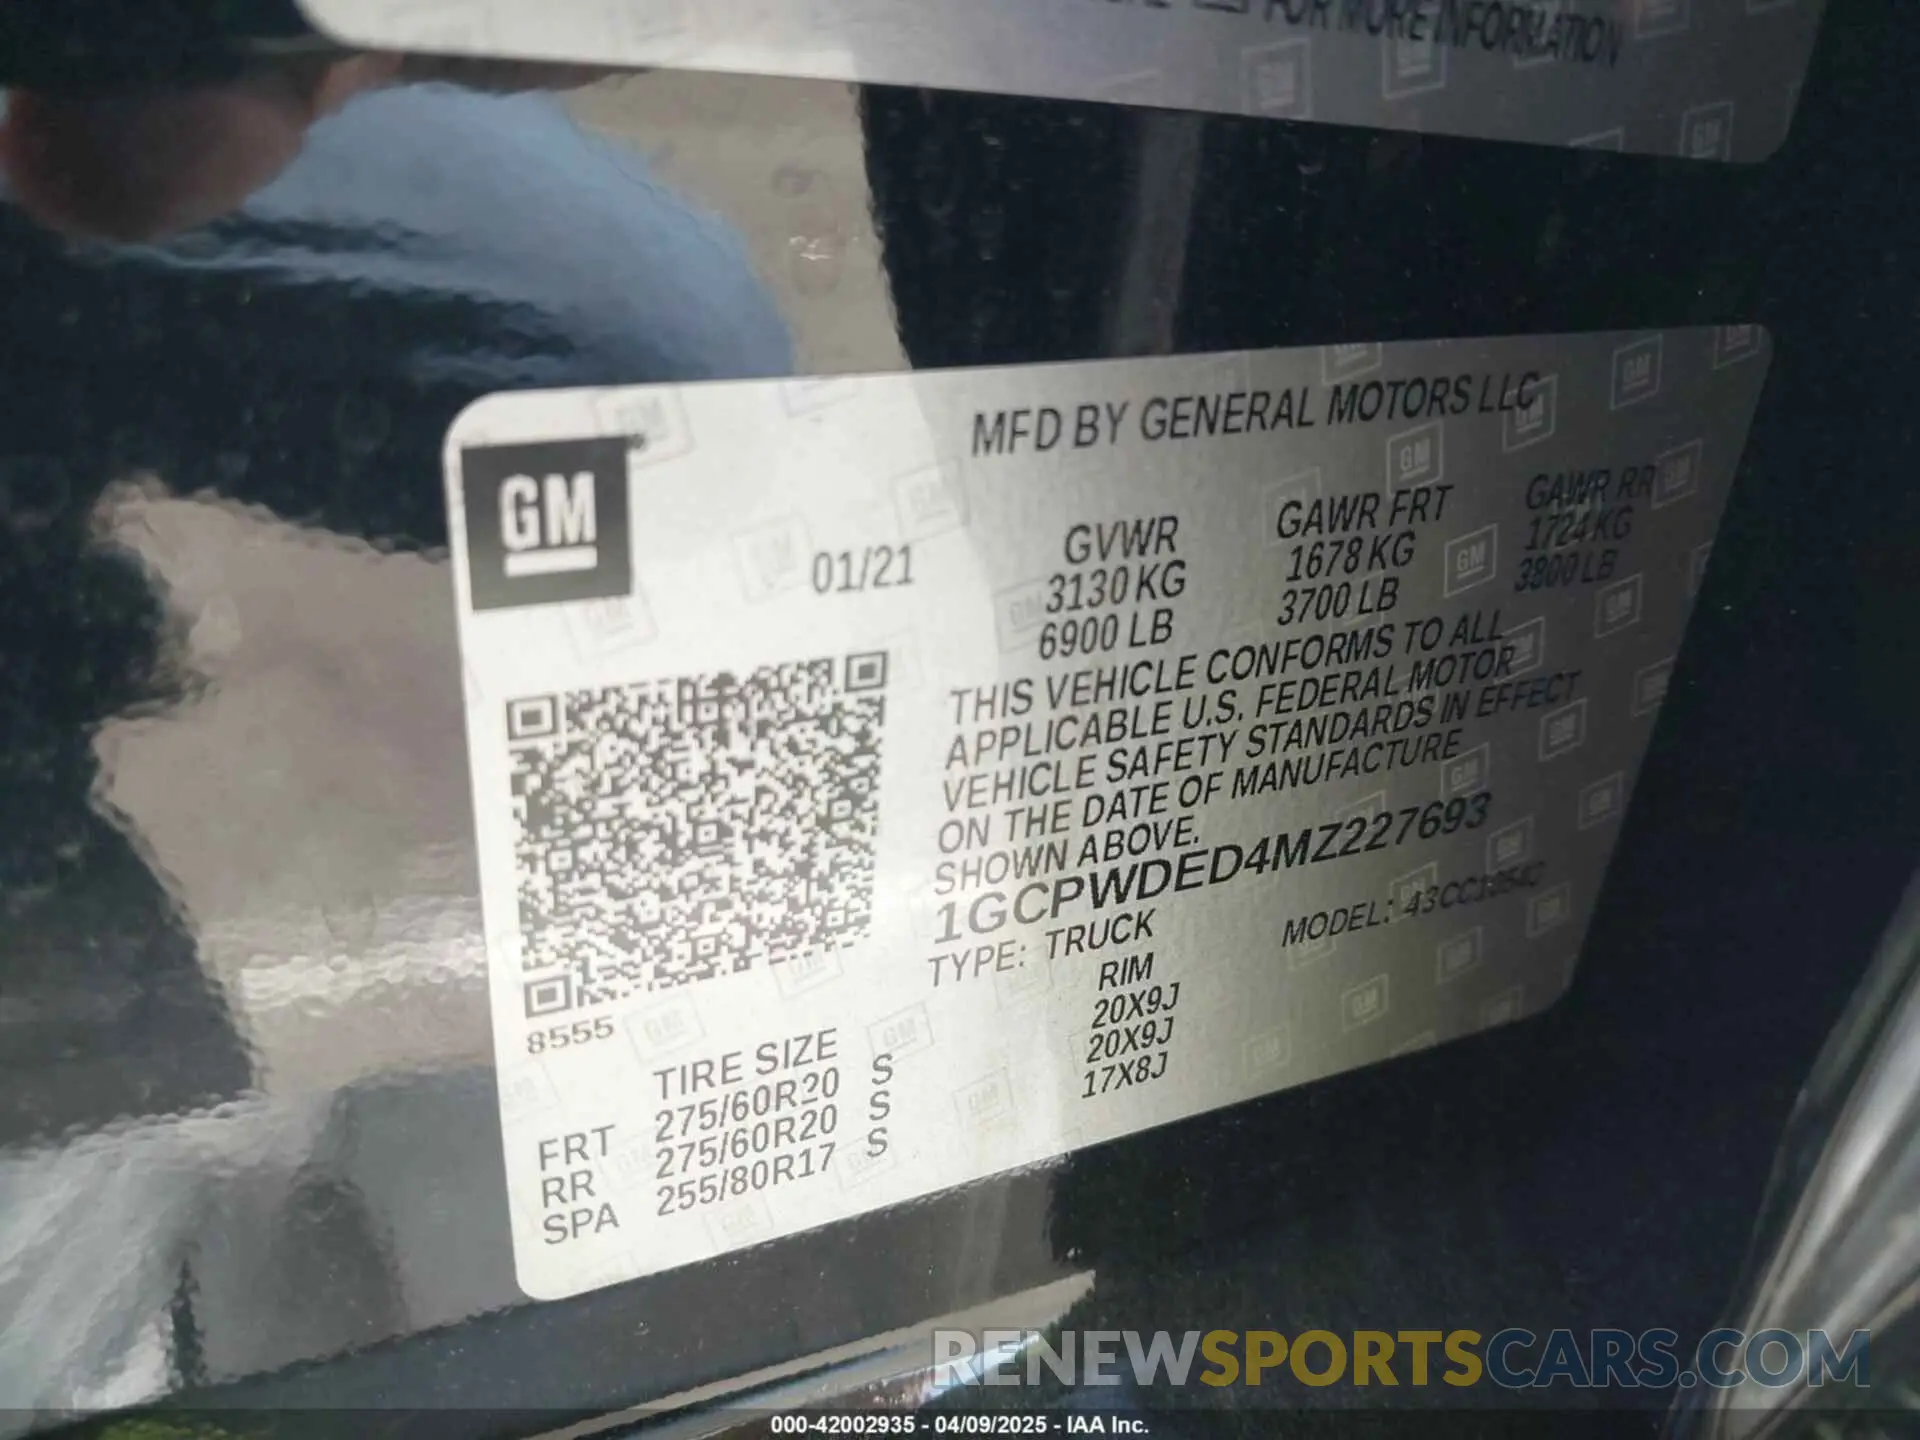 FOR MORE INFORMATION
MFD BY GENERAL MOTORS LLC
GM
01/21
GVWR GAWR FRT GAWR RR
3130 KG 1678 KG 1724 KG
6900 LB 3700 LB 3800 LB
THIS VEHICLE CONFORMS TO ALL
APPLICABLE U.S. FEDERAL MOTOR
VEHICLE SAFETY STANDARDS IN EFFECT
ON THE DATE OF MANUFACTURE
SHOWN ABOVE.
1GCPWDED4MZ227693
TYPE: TRUCK MODEL:
8555
TIRE SIZE RIM
FRT 275/60R20 S 20X9J
RR 275/60R20 S 20X9J
SPA 255/80R17 S 17X8J
RENEWSPORTSCARS.COM
000-42002935 - 04/09/2025 - IAA Inc.